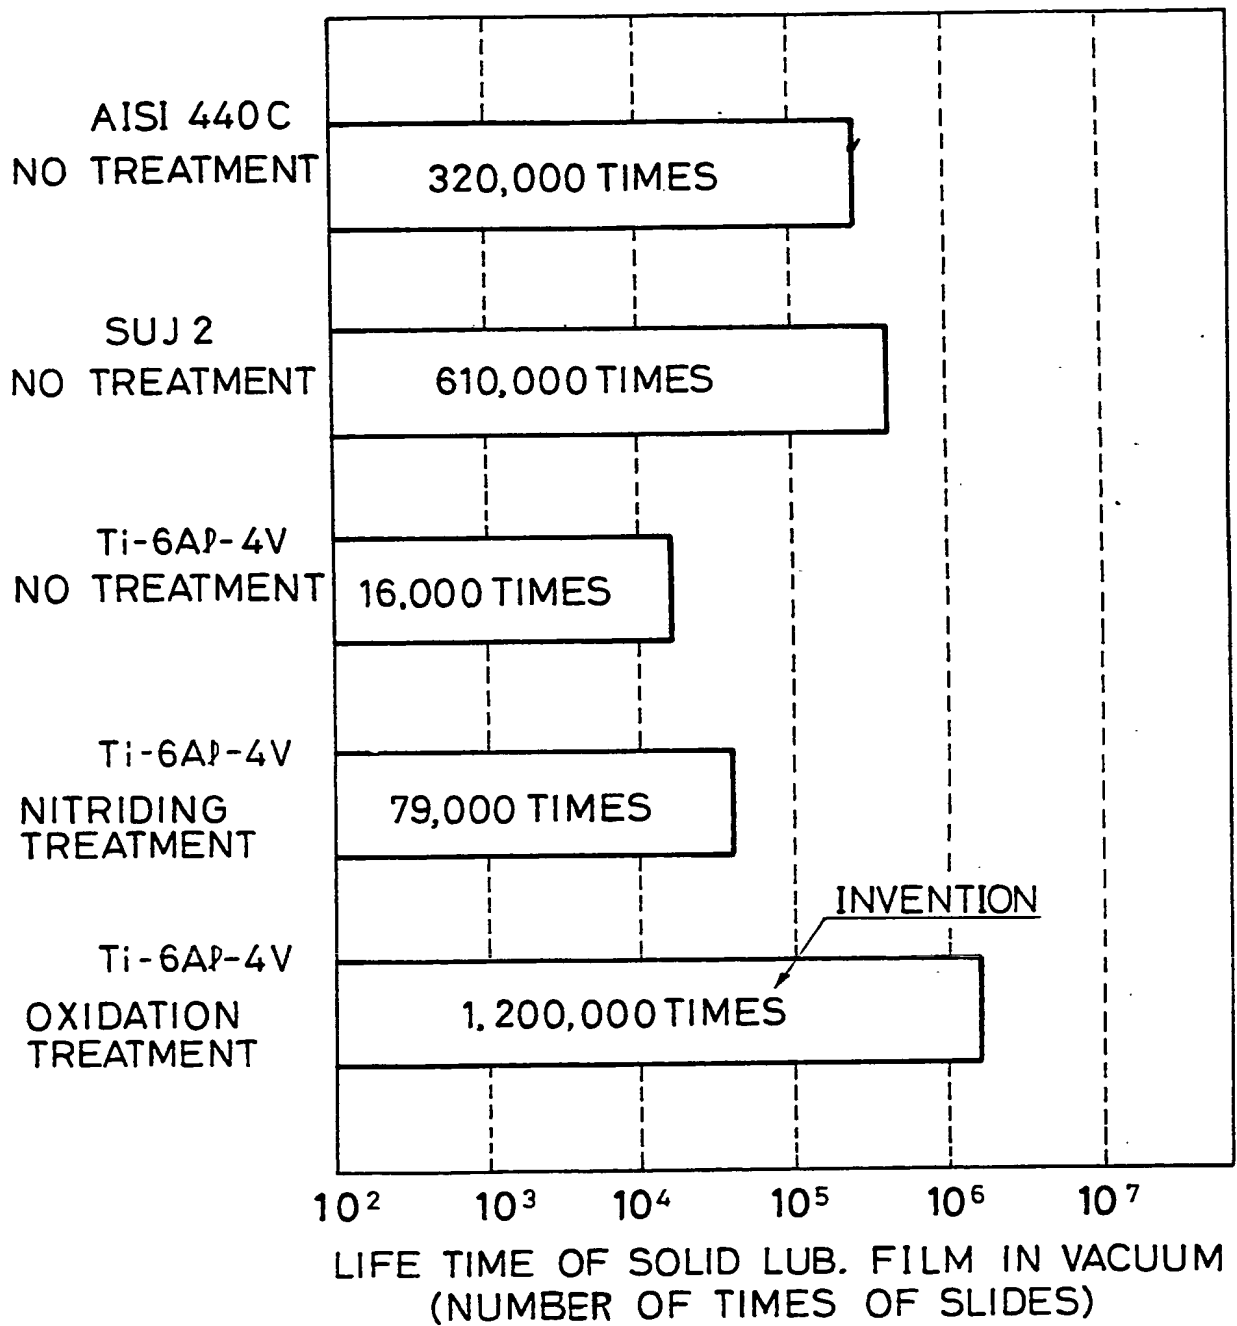 AISI 440C
NO TREATMENT
320,000 TIMES
SUJ 2
NO TREATMENT
610,000 TIMES
Ti-6Aℓ-4V
NO TREATMENT
16.000 TIMES
Ti-6Aℓ-4V
NITRIDING
TREATMENT
79,000 TIMES
INVENTION
Ti-6Aℓ-4V
OXIDATION
TREATMENT
1.200,000 TIMES
10² 10³ 10⁴ 10⁵ 10⁶ 10⁷
LIFE TIME OF SOLID LUB. FILM IN VACUUM
(NUMBER OF TIMES OF SLIDES)